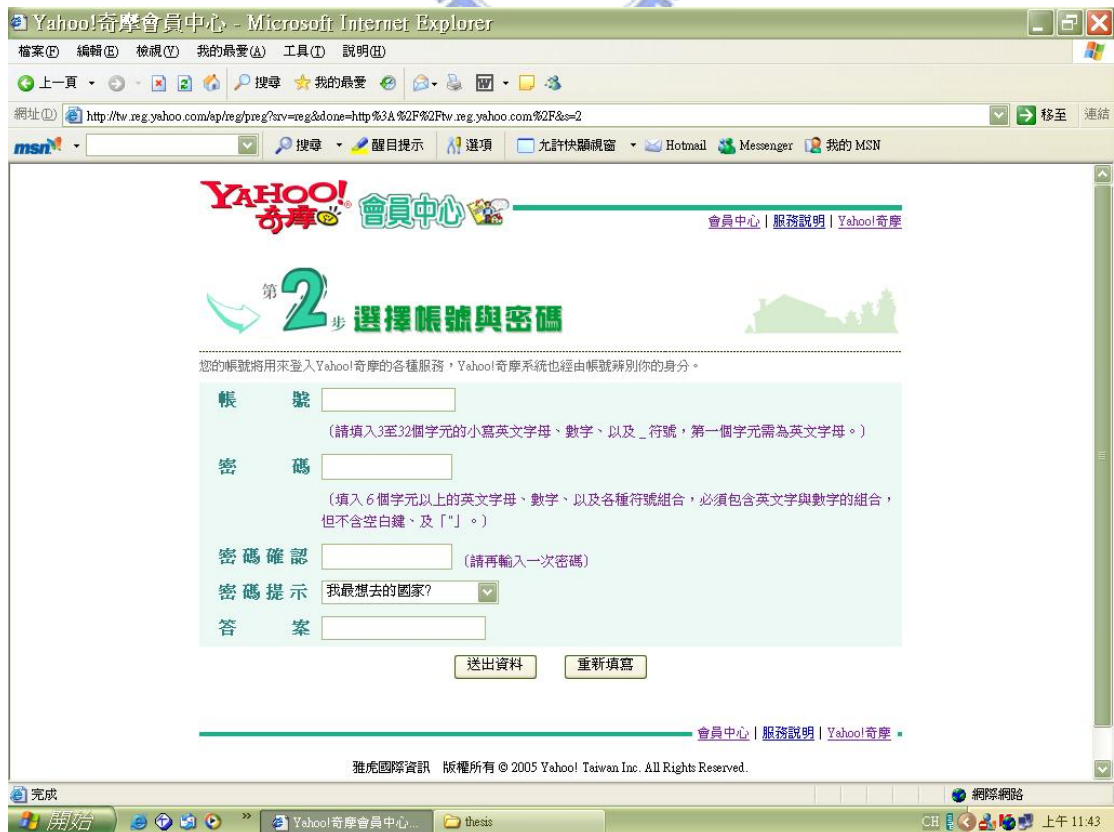 Yahoo!奇摩會員中心 - Microsoft Internet Explorer
檔案(F) 編輯(E) 檢視(V) 我的最愛(A) 工具(T) 說明(H)
上一頁 搜尋 我的最愛
網址(D) http://tw.reg.yahoo.com/ap/reg/preg?srv=reg&done=http%3A%2F%2Ftw.reg.yahoo.com%2F&s=2 移至 連結
msn 搜尋 醒目提示 選項 允許快顯視窗 Hotmail Messenger 我的 MSN
YAHOO! 奇摩 會員中心
會員中心 | 服務說明 | Yahoo!奇摩
第2步 選擇帳號與密碼
您的帳號將用來登入Yahoo!奇摩的各種服務,Yahoo!奇摩系統也經由帳號辨別你的身分。
帳 號
(請填入3至32個字元的小寫英文字母、數字、以及 _ 符號,第一個字元需為英文字母。)
密 碼
(填入 6 個字元以上的英文字母、數字、以及各種符號組合,必須包含英文字與數字的組合,
但不含空白鍵、及「"」。)
密 碼 確 認 (請再輸入一次密碼)
密 碼 提 示 我最想去的國家?
答 案
送出資料 重新填寫
會員中心 | 服務說明 | Yahoo!奇摩
雅虎國際資訊 版權所有 © 2005 Yahoo! Taiwan Inc. All Rights Reserved.
完成 網際網路
開始 » Yahoo!奇摩會員中心... thesis CH 上午 11:43